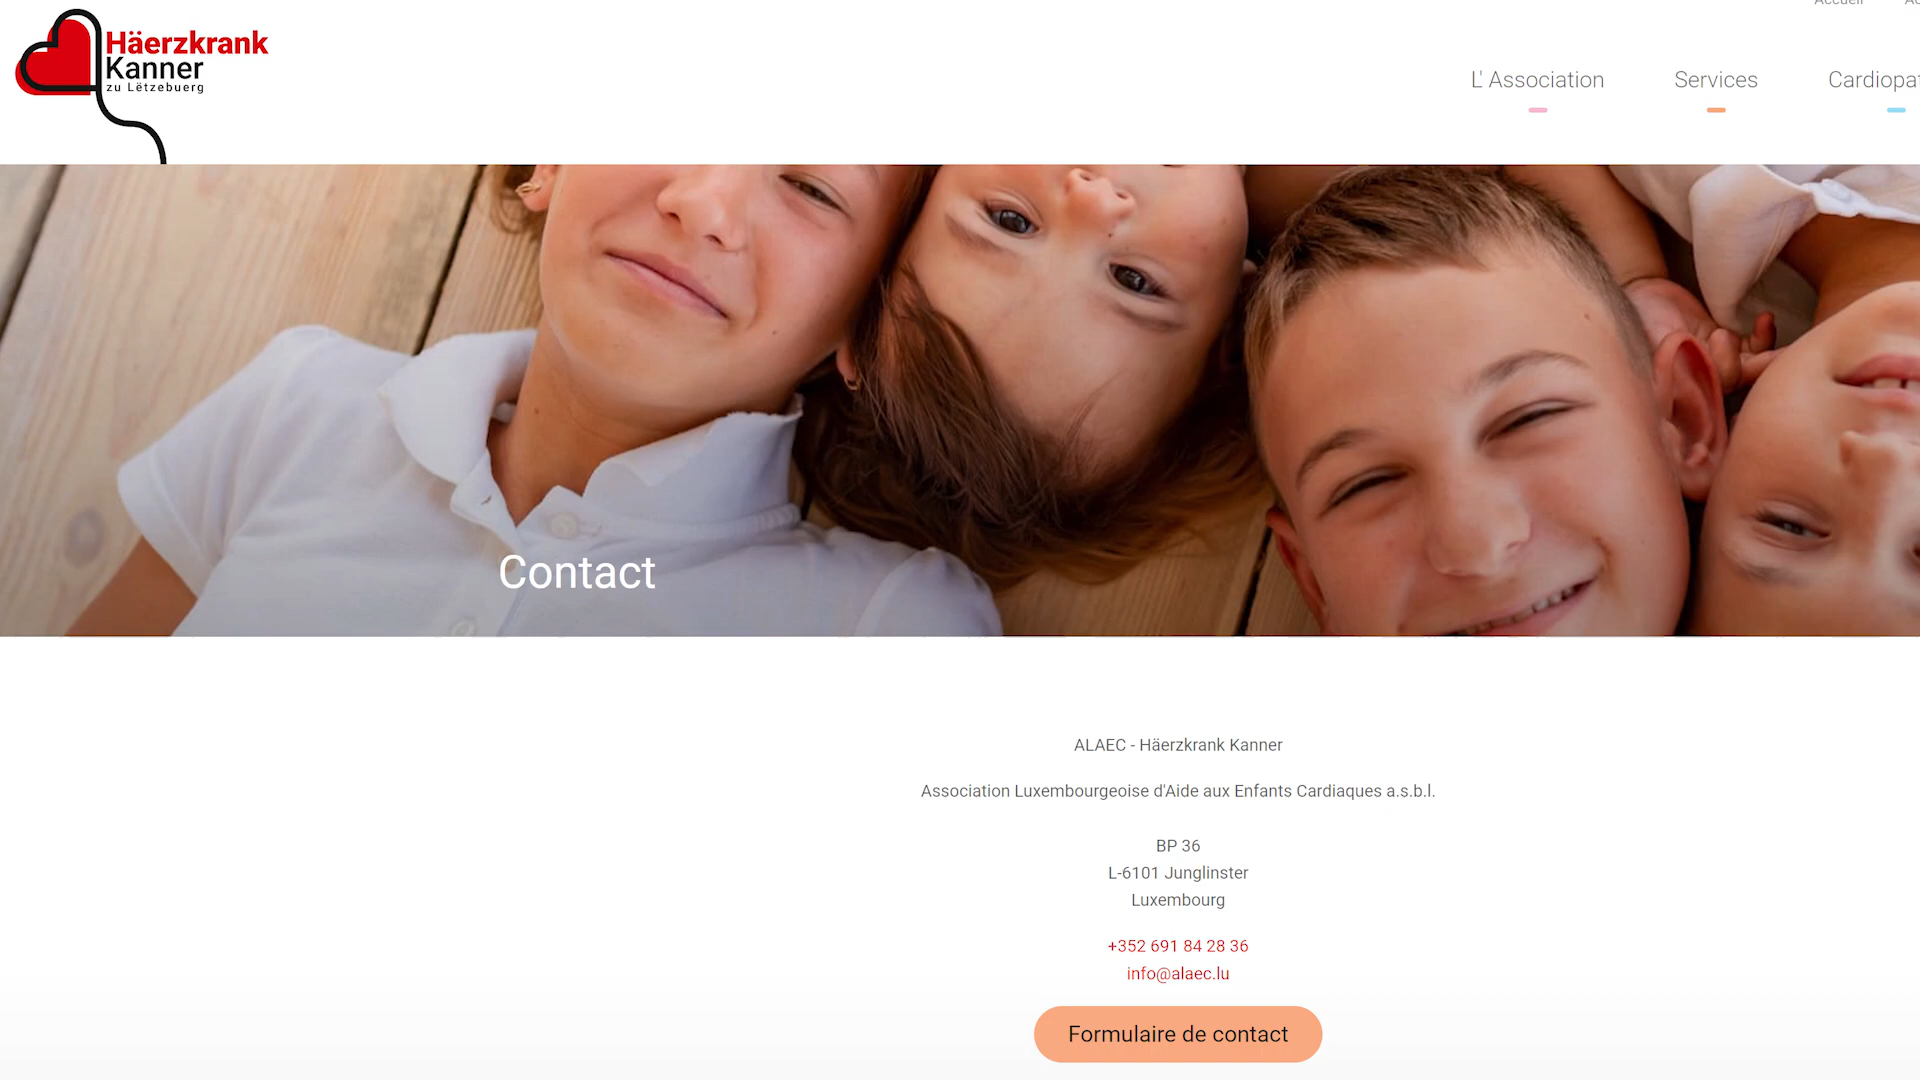 Häerzkrank
Kanner
zu Lëtzebuerg
L' Association
Services
Contact
ALAEC - Häerzkrank Kanner
Association Luxembourgeoise d'Aide aux Enfants Cardiaques a.s.b.l.
BP 36
L-6101 Junglinster
Luxembourg
+352 691 84 28 36
info@alaec.lu
Formulaire de contact